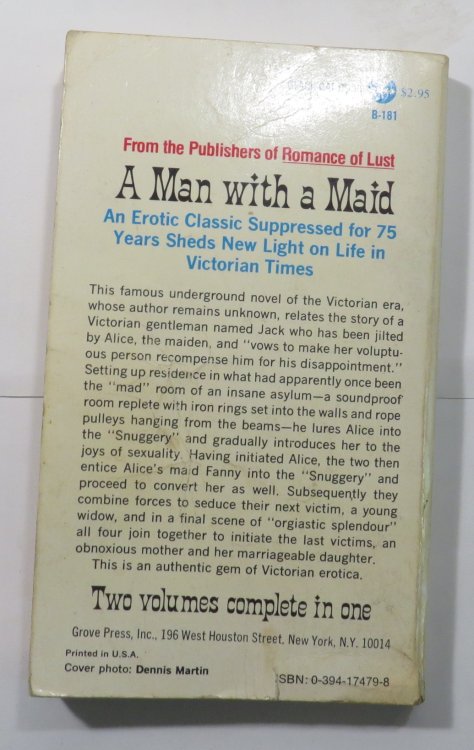 BLACK CAT
$2.95
B-181
From the Publishers of Romance of Lust
A Man with a Maid
An Erotic Classic Suppressed for 75
Years Sheds New Light on Life in
Victorian Times
This famous underground novel of the Victorian era,
whose author remains unknown, relates the story of a
Victorian gentleman named Jack who has been jilted
by Alice, the maiden, and "vows to make her voluptu-
ous person recompense him for his disappointment."
Setting up residence in what had apparently once been
the "mad" room of an insane asylum—a soundproof
room replete with iron rings set into the walls and rope
pulleys hanging from the beams—he lures Alice into
the "Snuggery" and gradually introduces her to the
joys of sexuality. Having initiated Alice, the two then
entice Alice's maid Fanny into the "Snuggery" and
proceed to convert her as well. Subsequently they
combine forces to seduce their next victim, a young
widow, and in a final scene of "orgiastic splendour"
all four join together to initiate the last victims, an
obnoxious mother and her marriageable daughter.
This is an authentic gem of Victorian erotica.
Two volumes complete in one
Grove Press, Inc., 196 West Houston Street, New York, N.Y. 10014
Printed in U.S.A.
Cover photo: Dennis Martin
ISBN: 0-394-17479-8